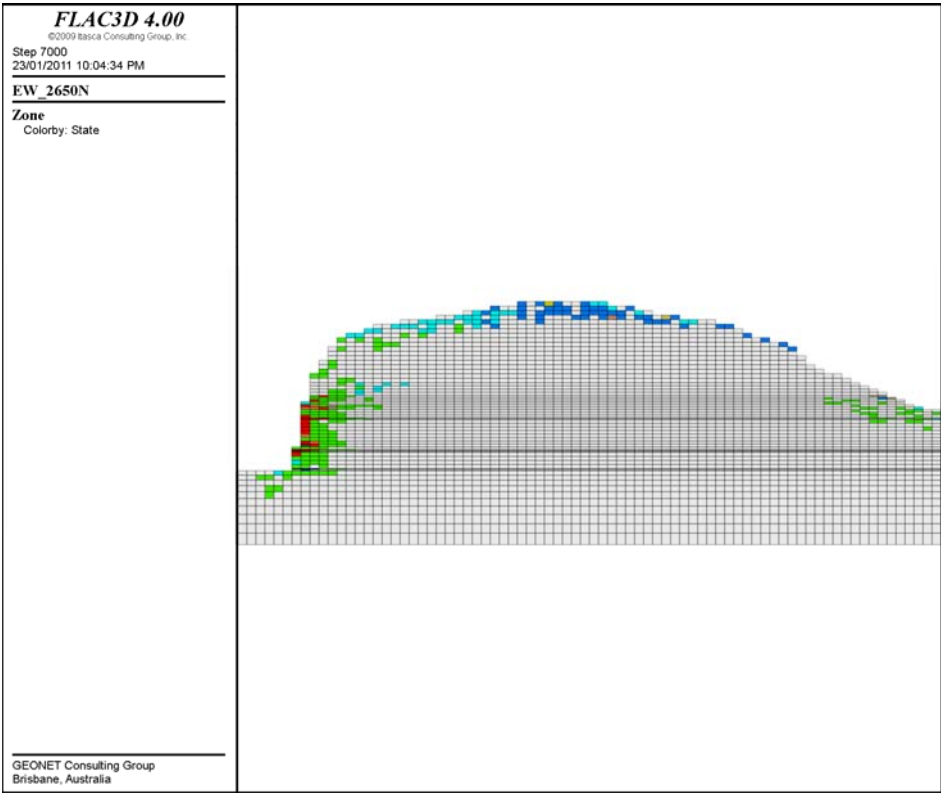 FLAC3D 4.00
©2009 Itasca Consulting Group, Inc.
Step 7000
23/01/2011 10:04:34 PM
EW_2650N
Zone
Colorby: State
GEONET Consulting Group
Brisbane, Australia